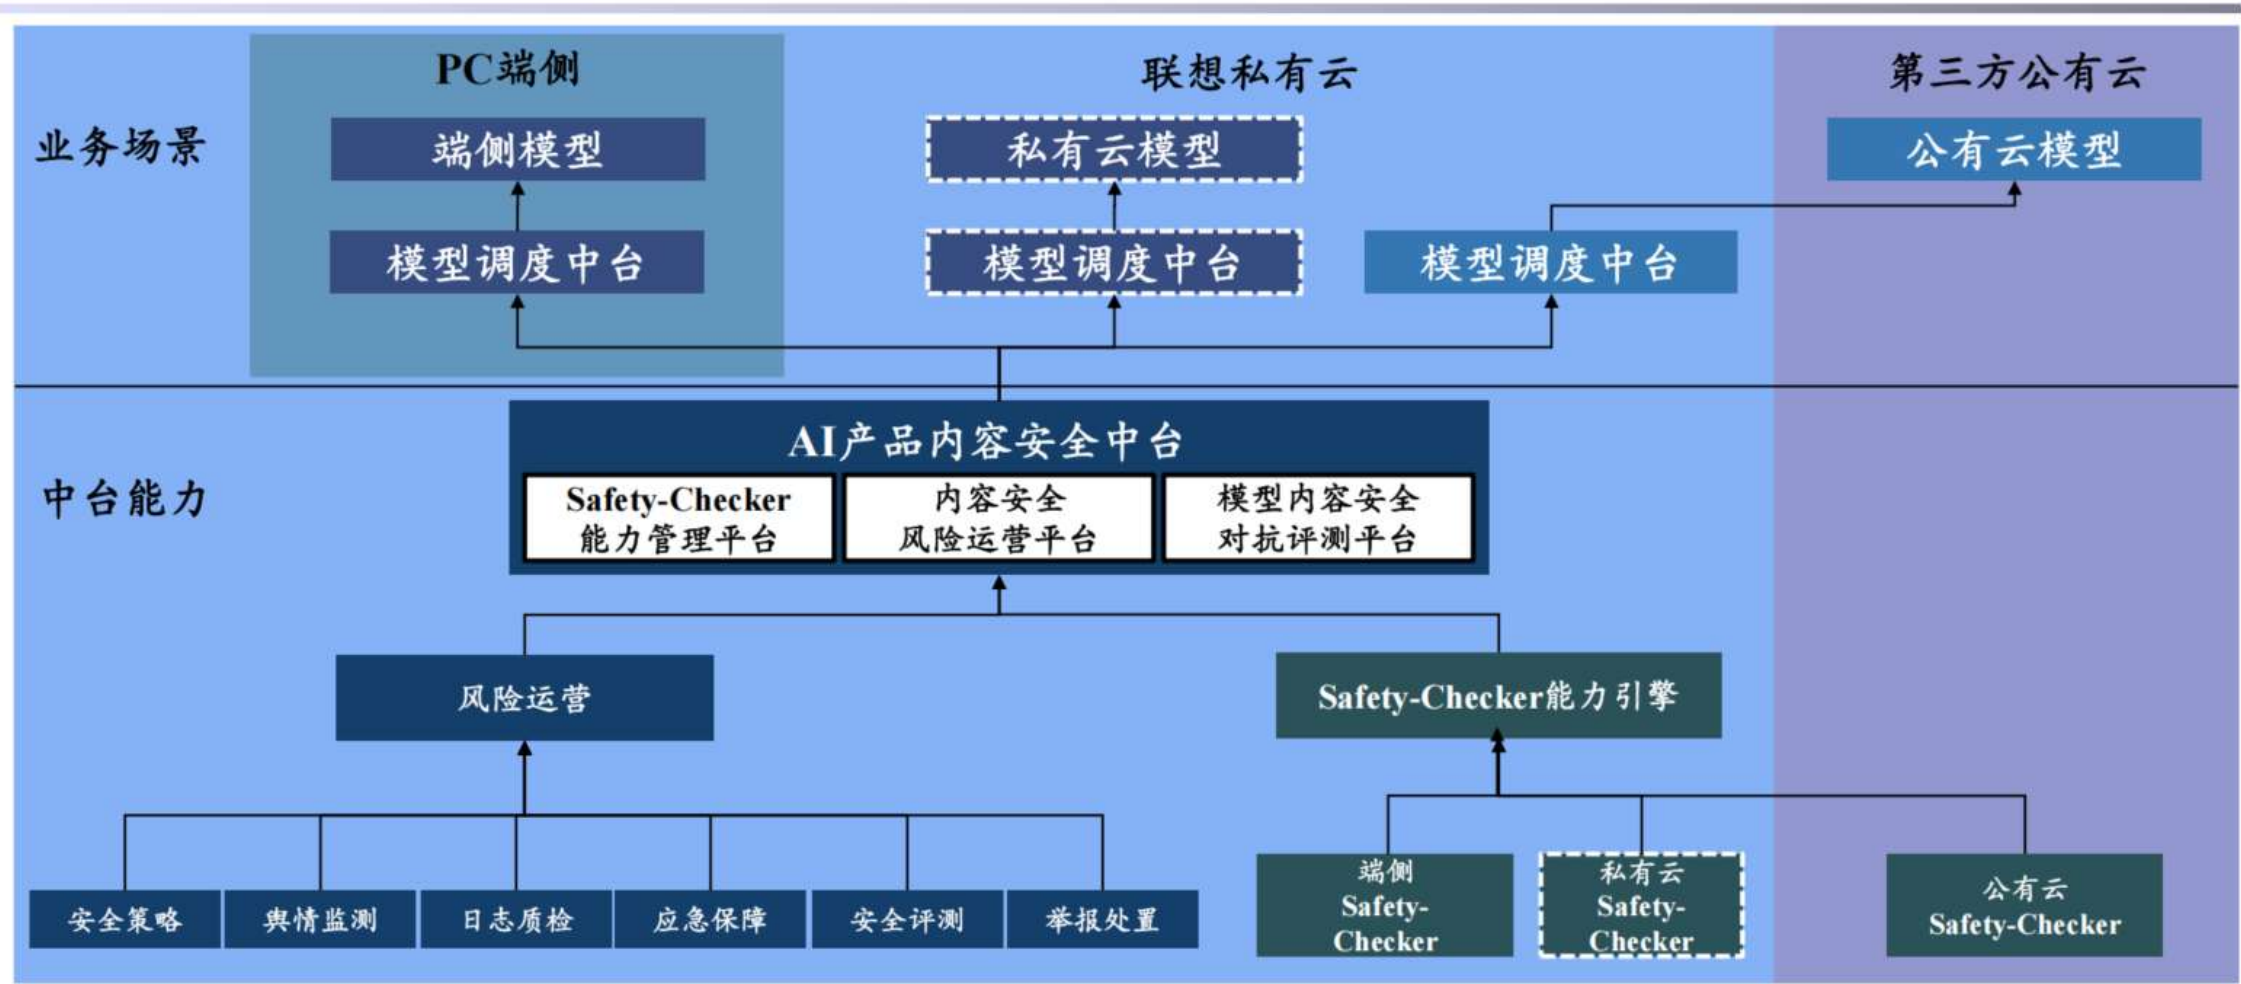 PC端侧
联想私有云
第三方公有云
业务场景
端侧模型
私有云模型
公有云模型
模型调度中台
模型调度中台
模型调度中台
AI产品内容安全中台
中台能力
Safety-Checker
能力管理平台
内容安全
风险运营平台
模型内容安全
对抗评测平台
风险运营
Safety-Checker能力引擎
安全策略
舆情监测
日志质检
应急保障
安全评测
举报处置
端侧
Safety-
Checker
私有云
Safety-
Checker
公有云
Safety-Checker